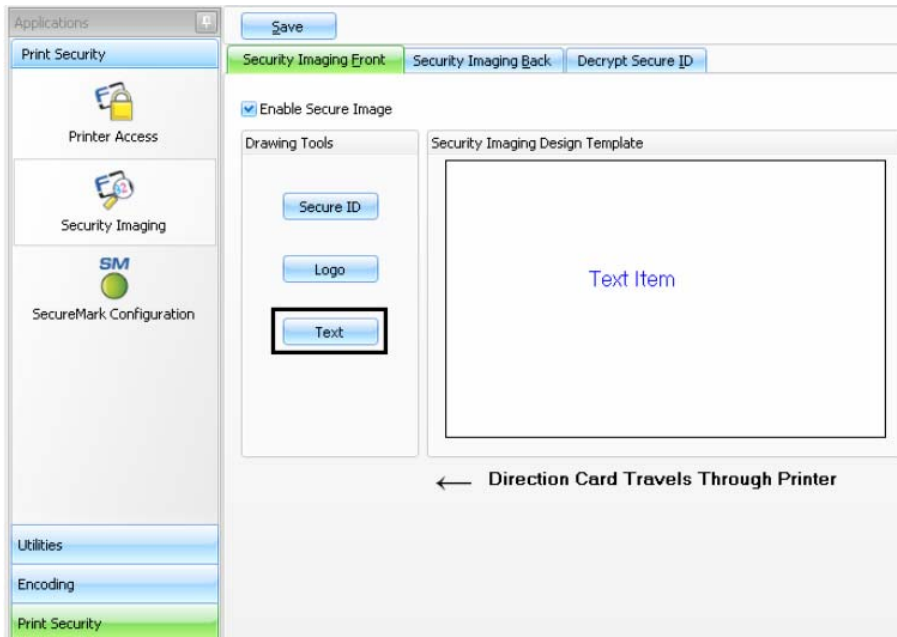 Applications
Print Security
Printer Access
Security Imaging
SM
SecureMark Configuration
Utilities
Encoding
Print Security
Save
Security Imaging Front
Security Imaging Back
Decrypt Secure ID
Enable Secure Image
Drawing Tools
Secure ID
Logo
Text
Security Imaging Design Template
Text Item
← Direction Card Travels Through Printer